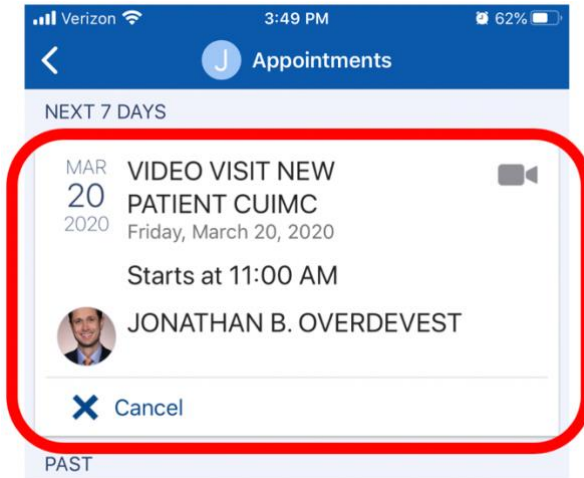 Verizon 3:49 PM 62%
J Appointments
NEXT 7 DAYS
MAR
20
2020
VIDEO VISIT NEW
PATIENT CUIMC
Friday, March 20, 2020
Starts at 11:00 AM
JONATHAN B. OVERDEVEST
Cancel
PAST